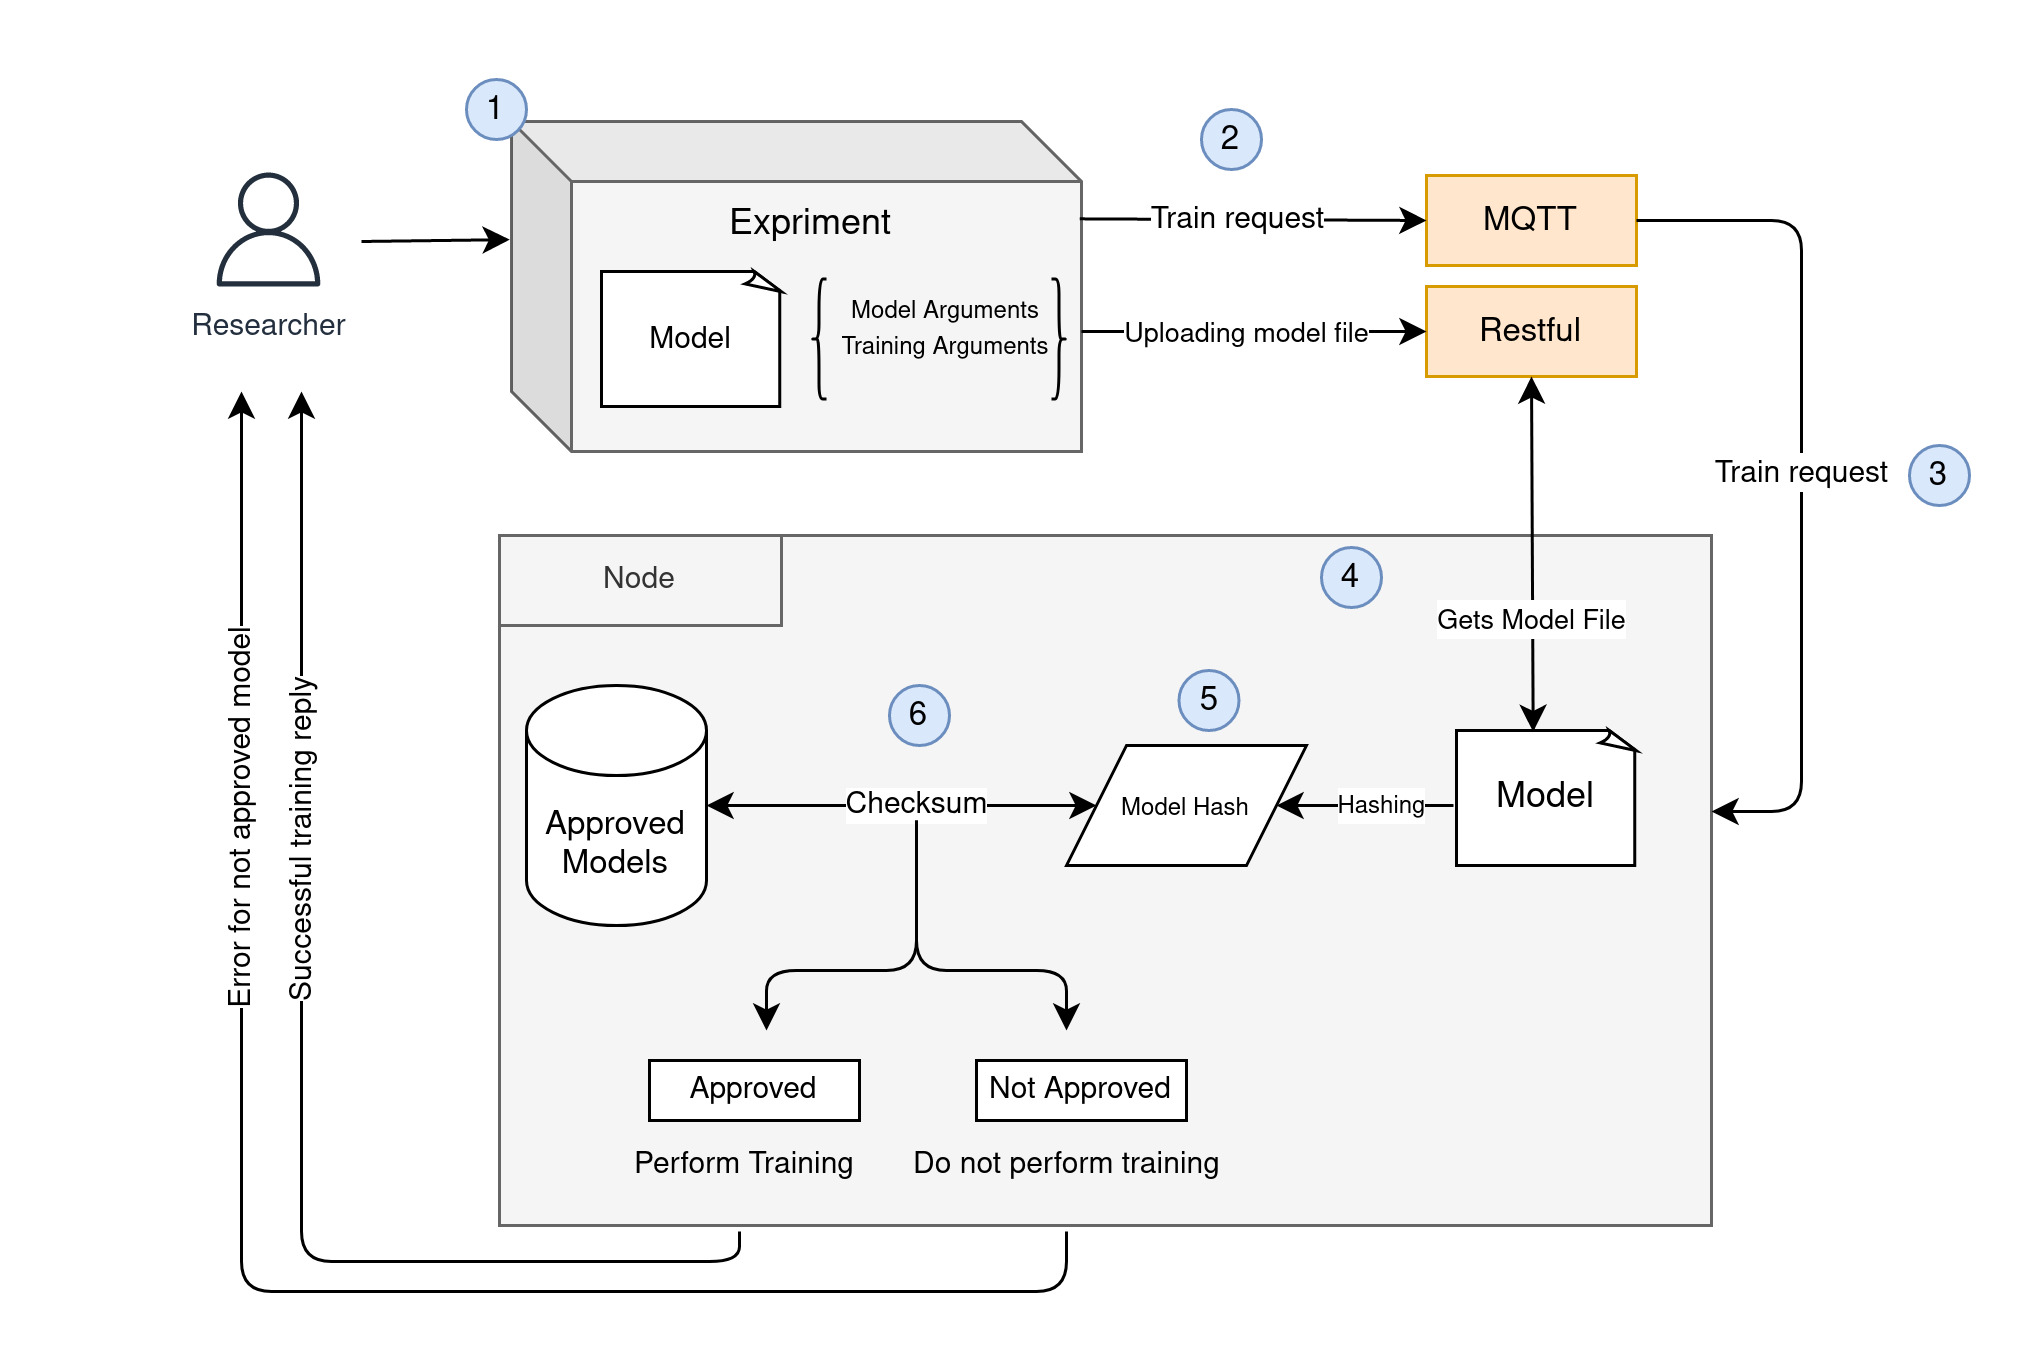 1
2
Expriment
Train request
MQTT
Researcher
Model
Model Arguments
Training Arguments
Uploading model file
Restful
Train request
3
Node
4
Gets Model File
Error for not approved model
Successful training reply
6
5
Approved
Models
Checksum
Model Hash
Hashing
Model
Approved
Not Approved
Perform Training
Do not perform training